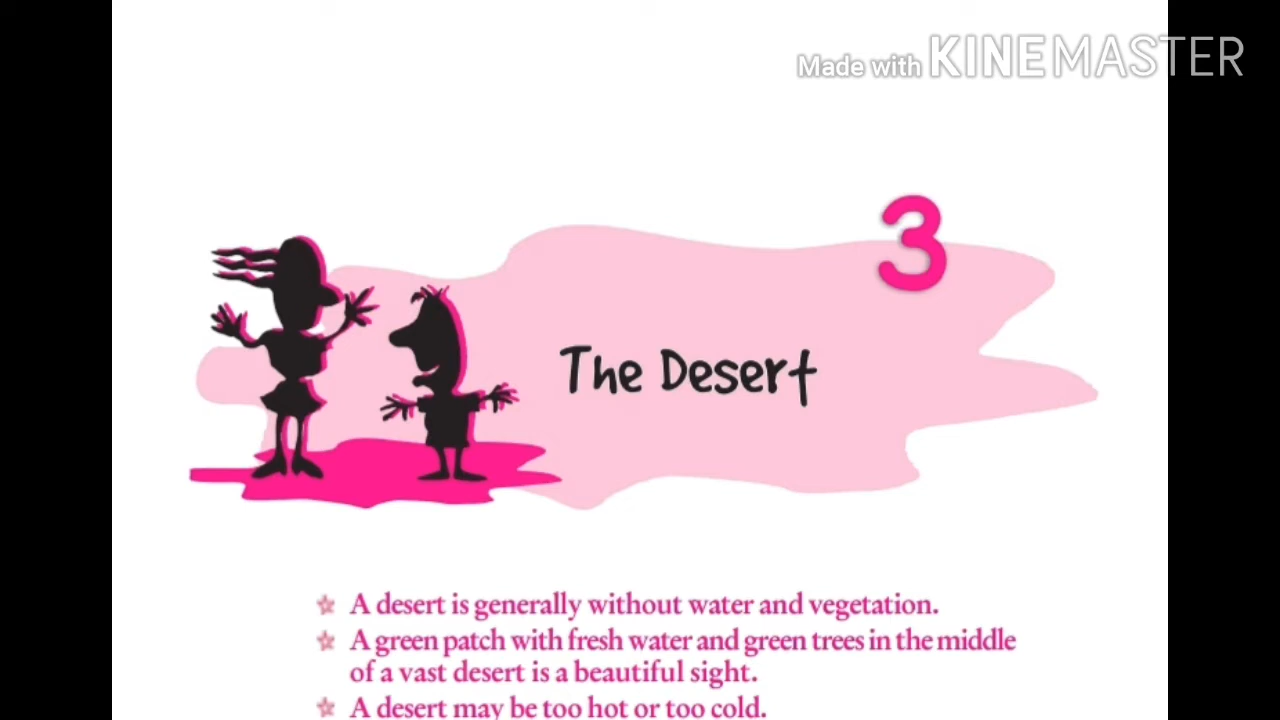 Made with KINEMASTER
3
The Desert
A desert is generally without water and vegetation.
A green patch with fresh water and green trees in the middle
of a vast desert is a beautiful sight.
A desert may be too hot or too cold.